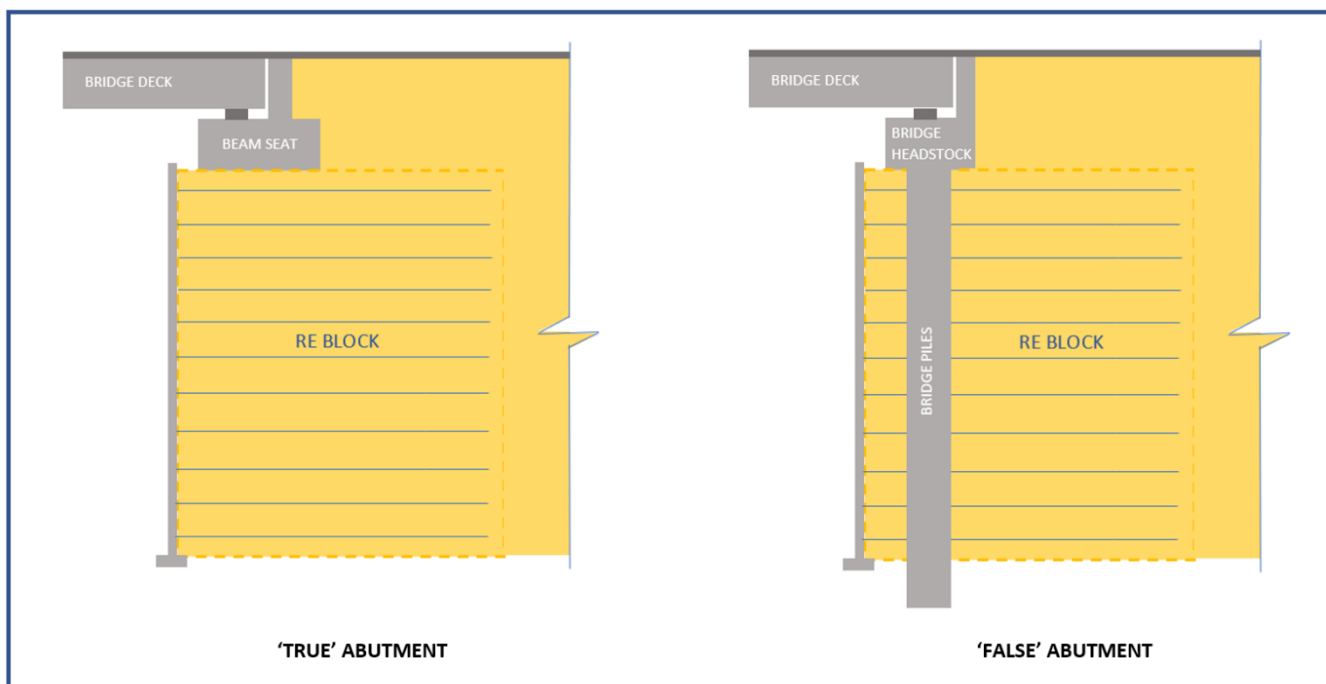 BRIDGE DECK
BEAM SEAT
RE BLOCK
‘TRUE’ ABUTMENT
BRIDGE DECK
BRIDGE
HEADSTOCK
BRIDGE PILES
RE BLOCK
‘FALSE’ ABUTMENT